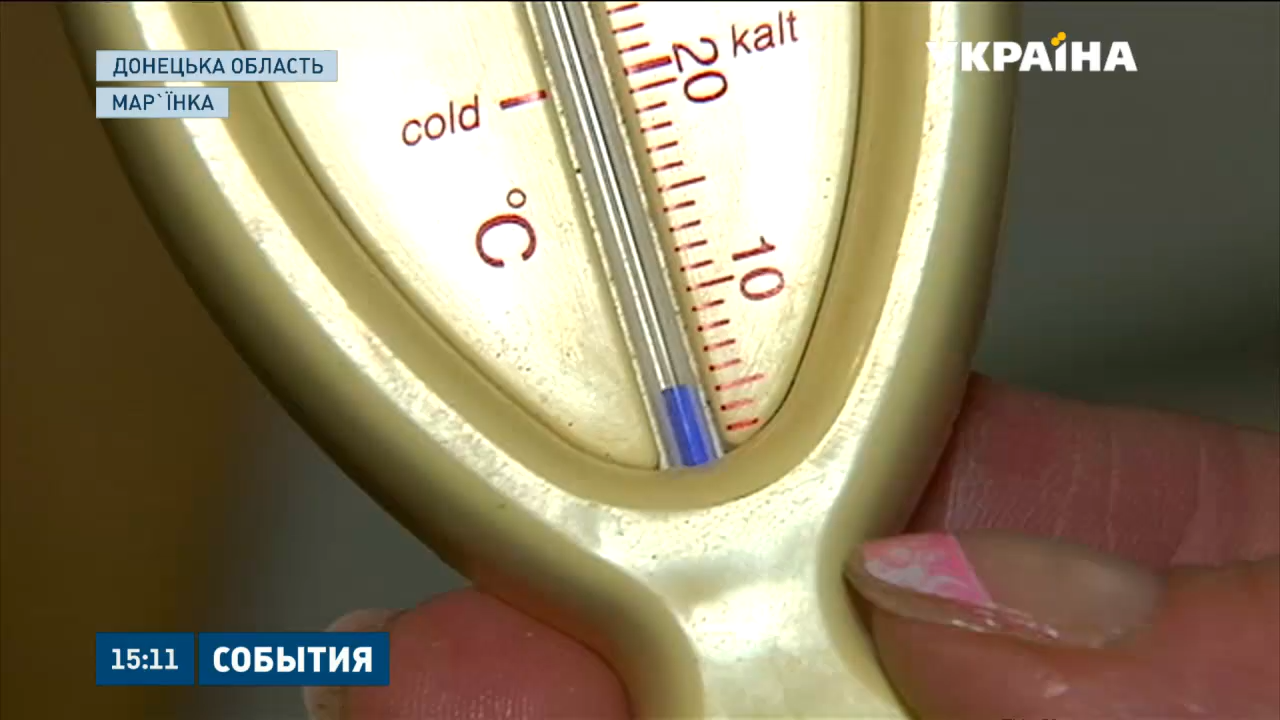 ДОНЕЦЬКА ОБЛАСТЬ
МАР`ЇНКА
УКРАЇНА
kalt
20
cold
°C
10
15:11 СОБЫТИЯ